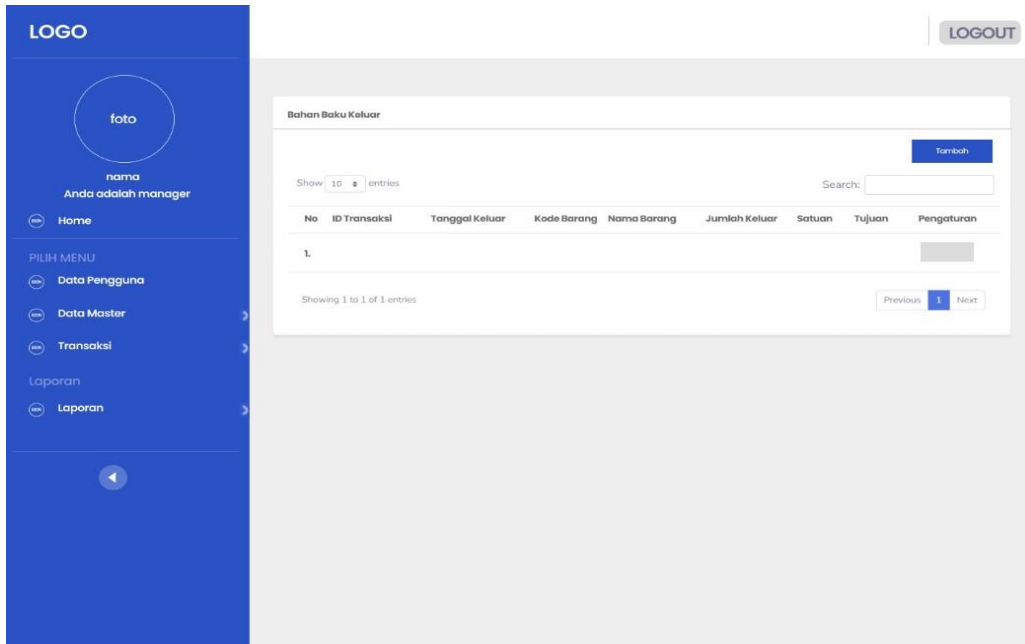 LOGO
LOGOUT
foto
nama
Anda adalah manager
Home
PILIH MENU
Data Pengguna
Data Master
Transaksi
Laporan
Laporan
Bahan Baku Keluar
Tambah
Show 10 entries
Search:
No ID Transaksi Tanggal Keluar Kode Barang Nama Barang Jumlah Keluar Satuan Tujuan Pengaturan
1.
Showing 1 to 1 of 1 entries
Previous 1 Next